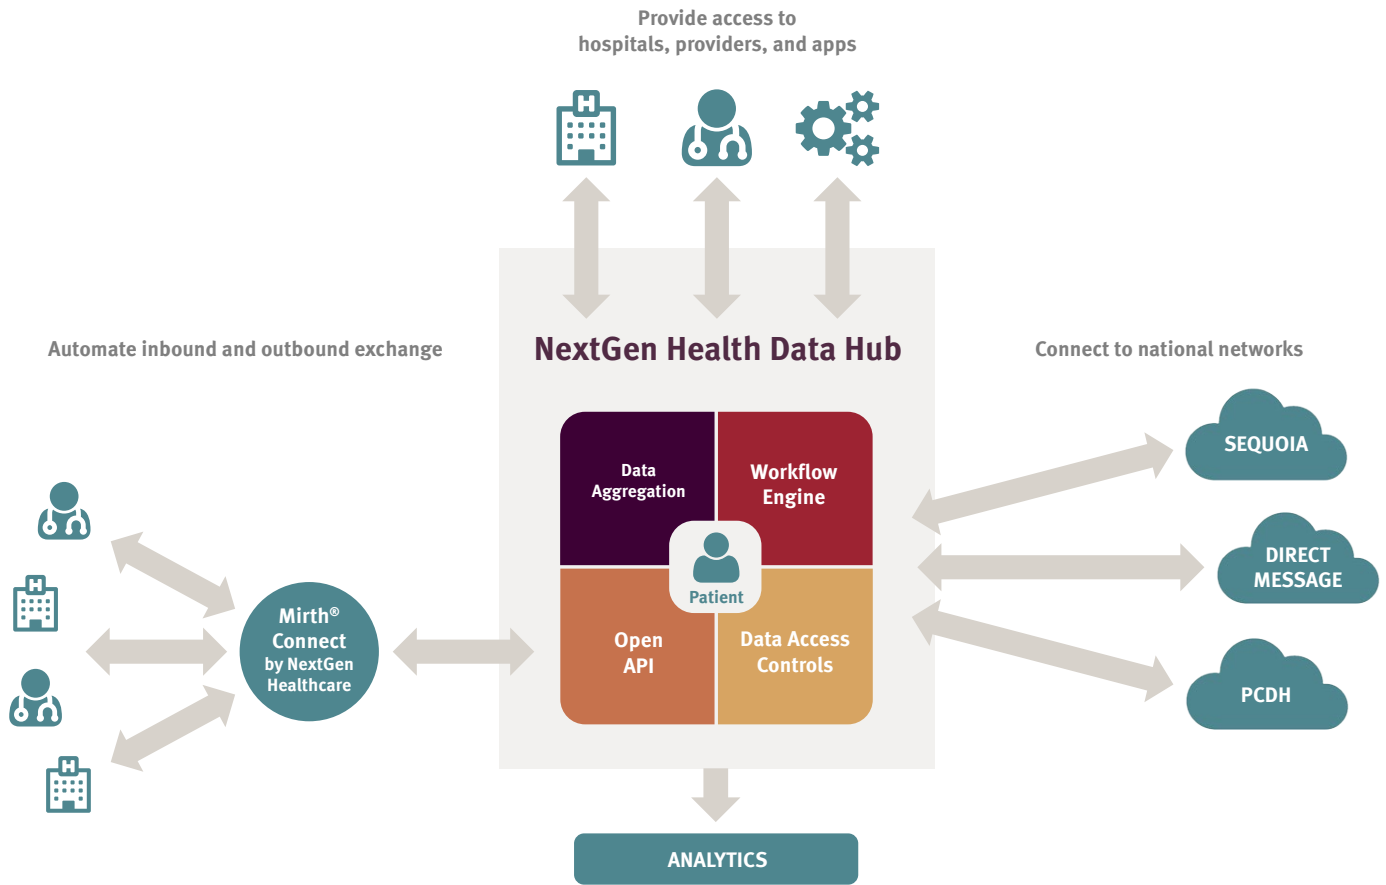 Provide access to
hospitals, providers, and apps
H
NextGen Health Data Hub
Automate inbound and outbound exchange
Connect to national networks
Data
Aggregation
Workflow
Engine
Patient
Open
API
Data Access
Controls
H
H
Mirth®
Connect
by NextGen
Healthcare
SEQUOIA
DIRECT
MESSAGE
PCDH
ANALYTICS